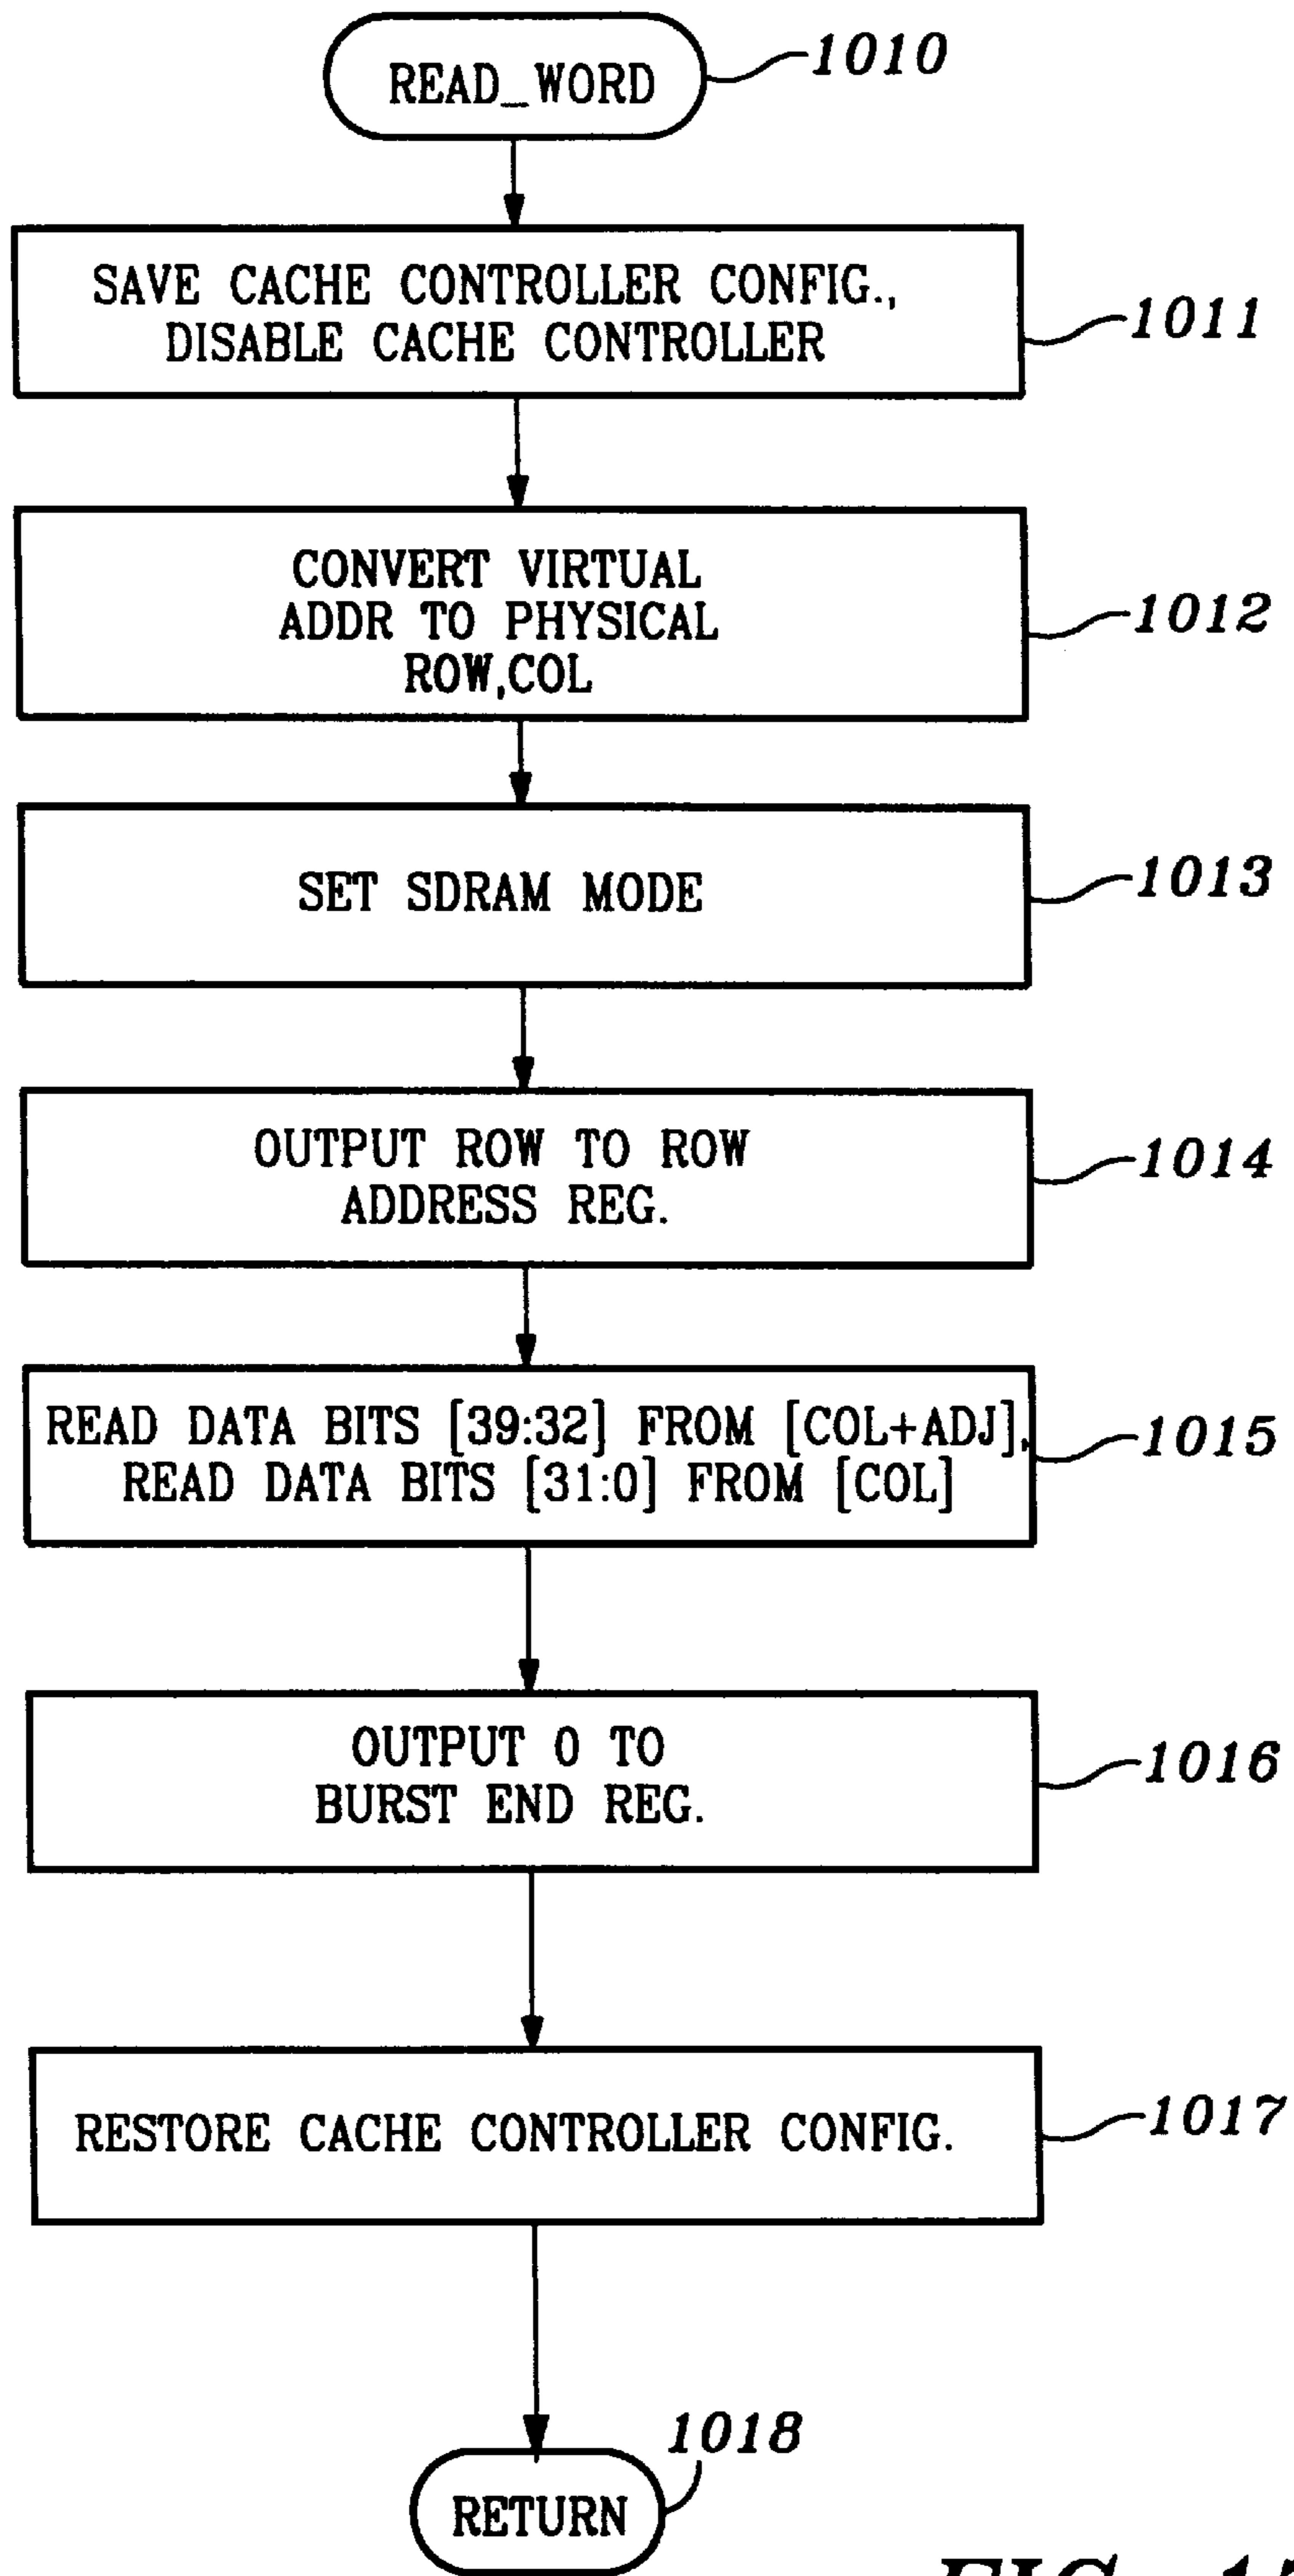 READ_WORD
1010
SAVE CACHE CONTROLLER CONFIG.,
DISABLE CACHE CONTROLLER
1011
CONVERT VIRTUAL
ADDR TO PHYSICAL
ROW,COL
1012
SET SDRAM MODE
1013
OUTPUT ROW TO ROW
ADDRESS REG.
1014
READ DATA BITS [39:32] FROM [COL+ADJ],
READ DATA BITS [31:0] FROM [COL]
1015
OUTPUT 0 TO
BURST END REG.
1016
RESTORE CACHE CONTROLLER CONFIG.
1017
1018
RETURN
FIG.